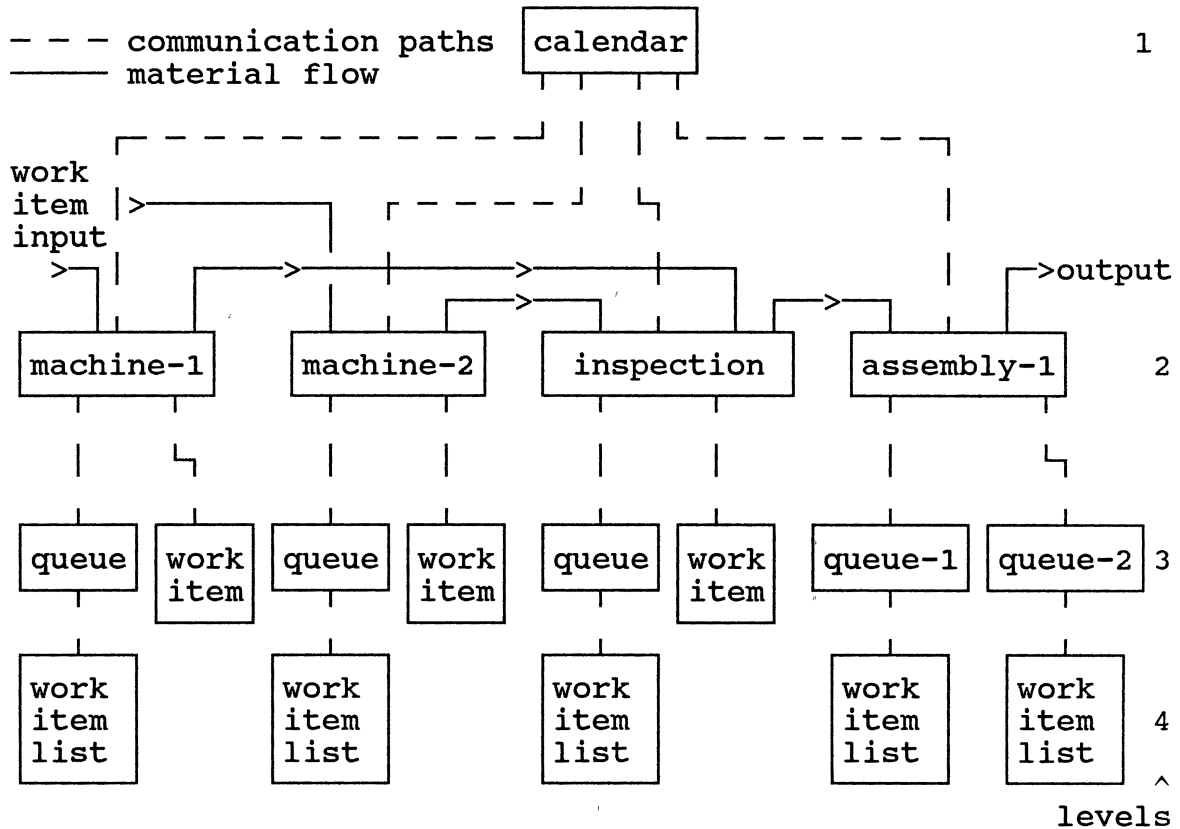 communication paths
material flow
calendar
1
work
item
input
>
>
>
>
>
>
>output
machine-1
machine-2
inspection
assembly-1
2
queue
work
item
queue
work
item
queue
work
item
queue-1
queue-2
3
work
item
list
work
item
list
work
item
list
work
item
list
work
item
list
4
^
levels